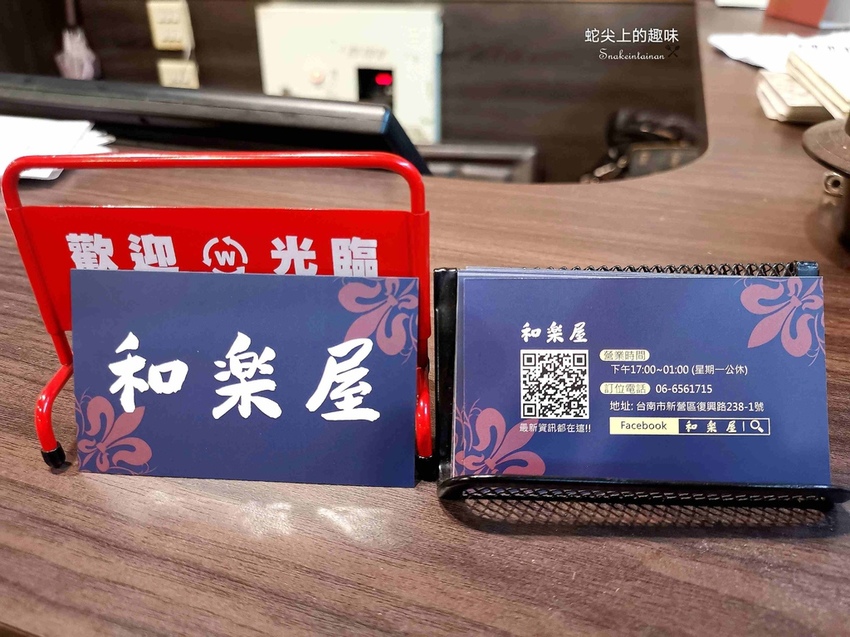 蛇尖上的趣味
Snakeintainan
歡迎 W 光臨
和楽屋
和楽屋
營業時間
下午17:00~01:00 (星期一公休)
訂位電話 06-6561715
地址: 台南市新營區復興路238-1號
Facebook 和楽屋
最新資訊都在這!!